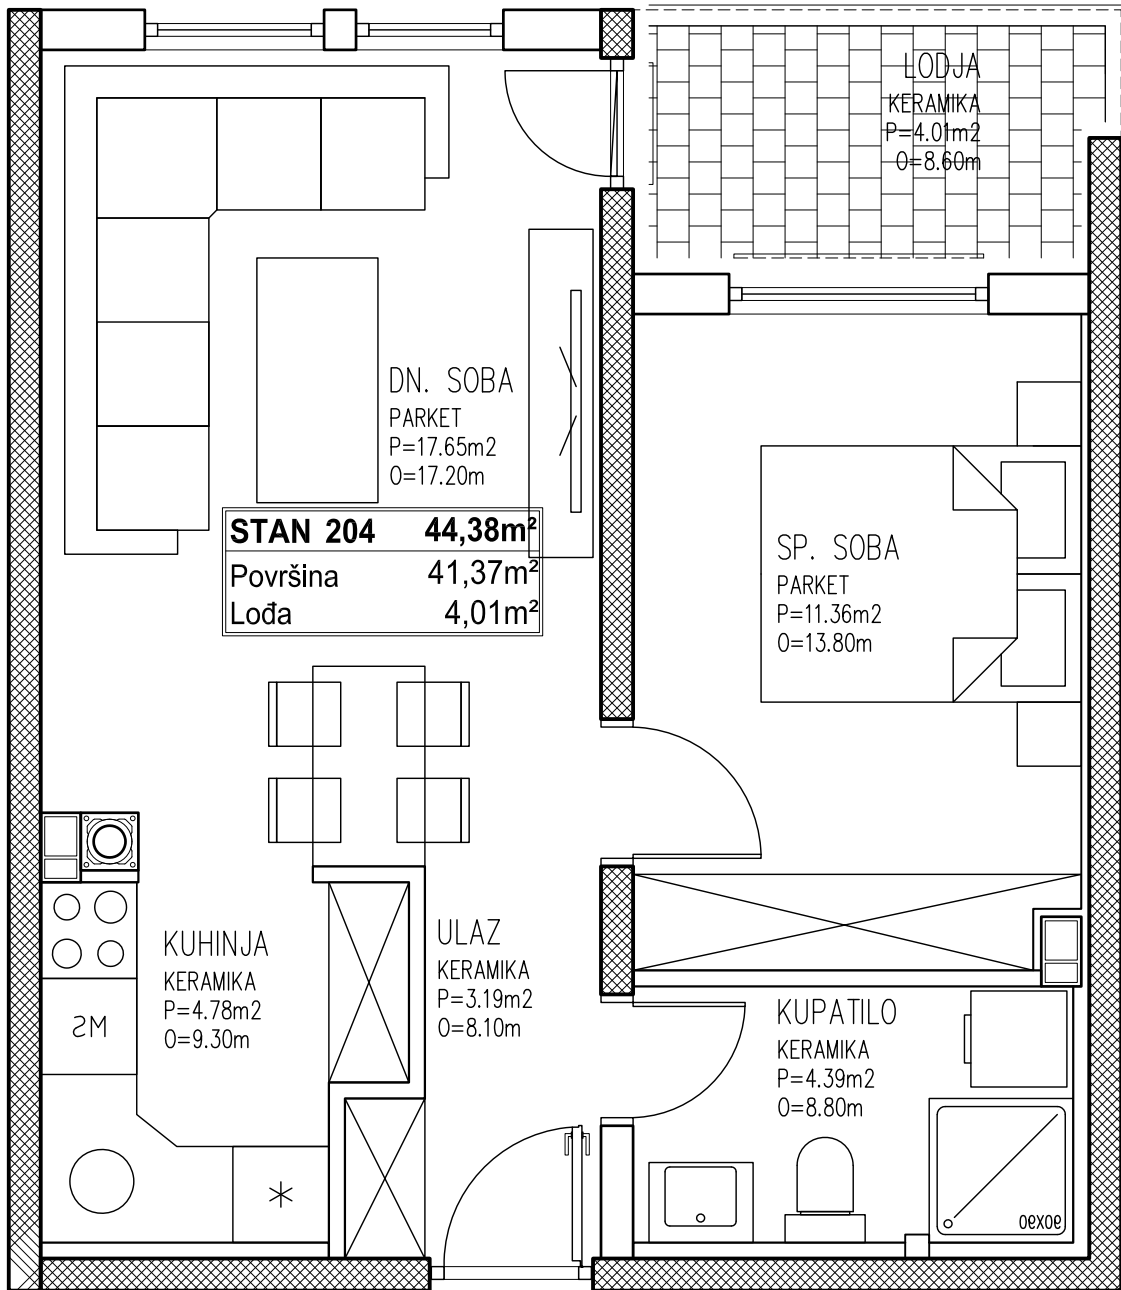 LODJA
KERAMIKA
P=4.01m2
O=8.60m
DN. SOBA
PARKET
P=17.65m2
O=17.20m
STAN 204 44,38m²
Površina 41,37m²
Lođa 4,01m²
SP. SOBA
PARKET
P=11.36m2
O=13.80m
KUHINJA
KERAMIKA
P=4.78m2
O=9.30m
ULAZ
KERAMIKA
P=3.19m2
O=8.10m
SM
KUPATILO
KERAMIKA
P=4.39m2
O=8.80m
90X90